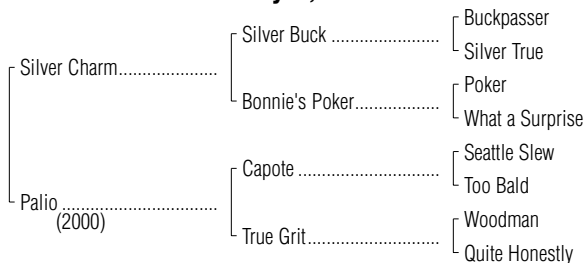 Buckpasser
Silver Buck ....................
Silver True
Silver Charm...................
Poker
Bonnie's Poker................
What a Surprise
Seattle Slew
Capote ...........................
Too Bald
Palio ..............................
(2000)
Woodman
True Grit.........................
Quite Honestly